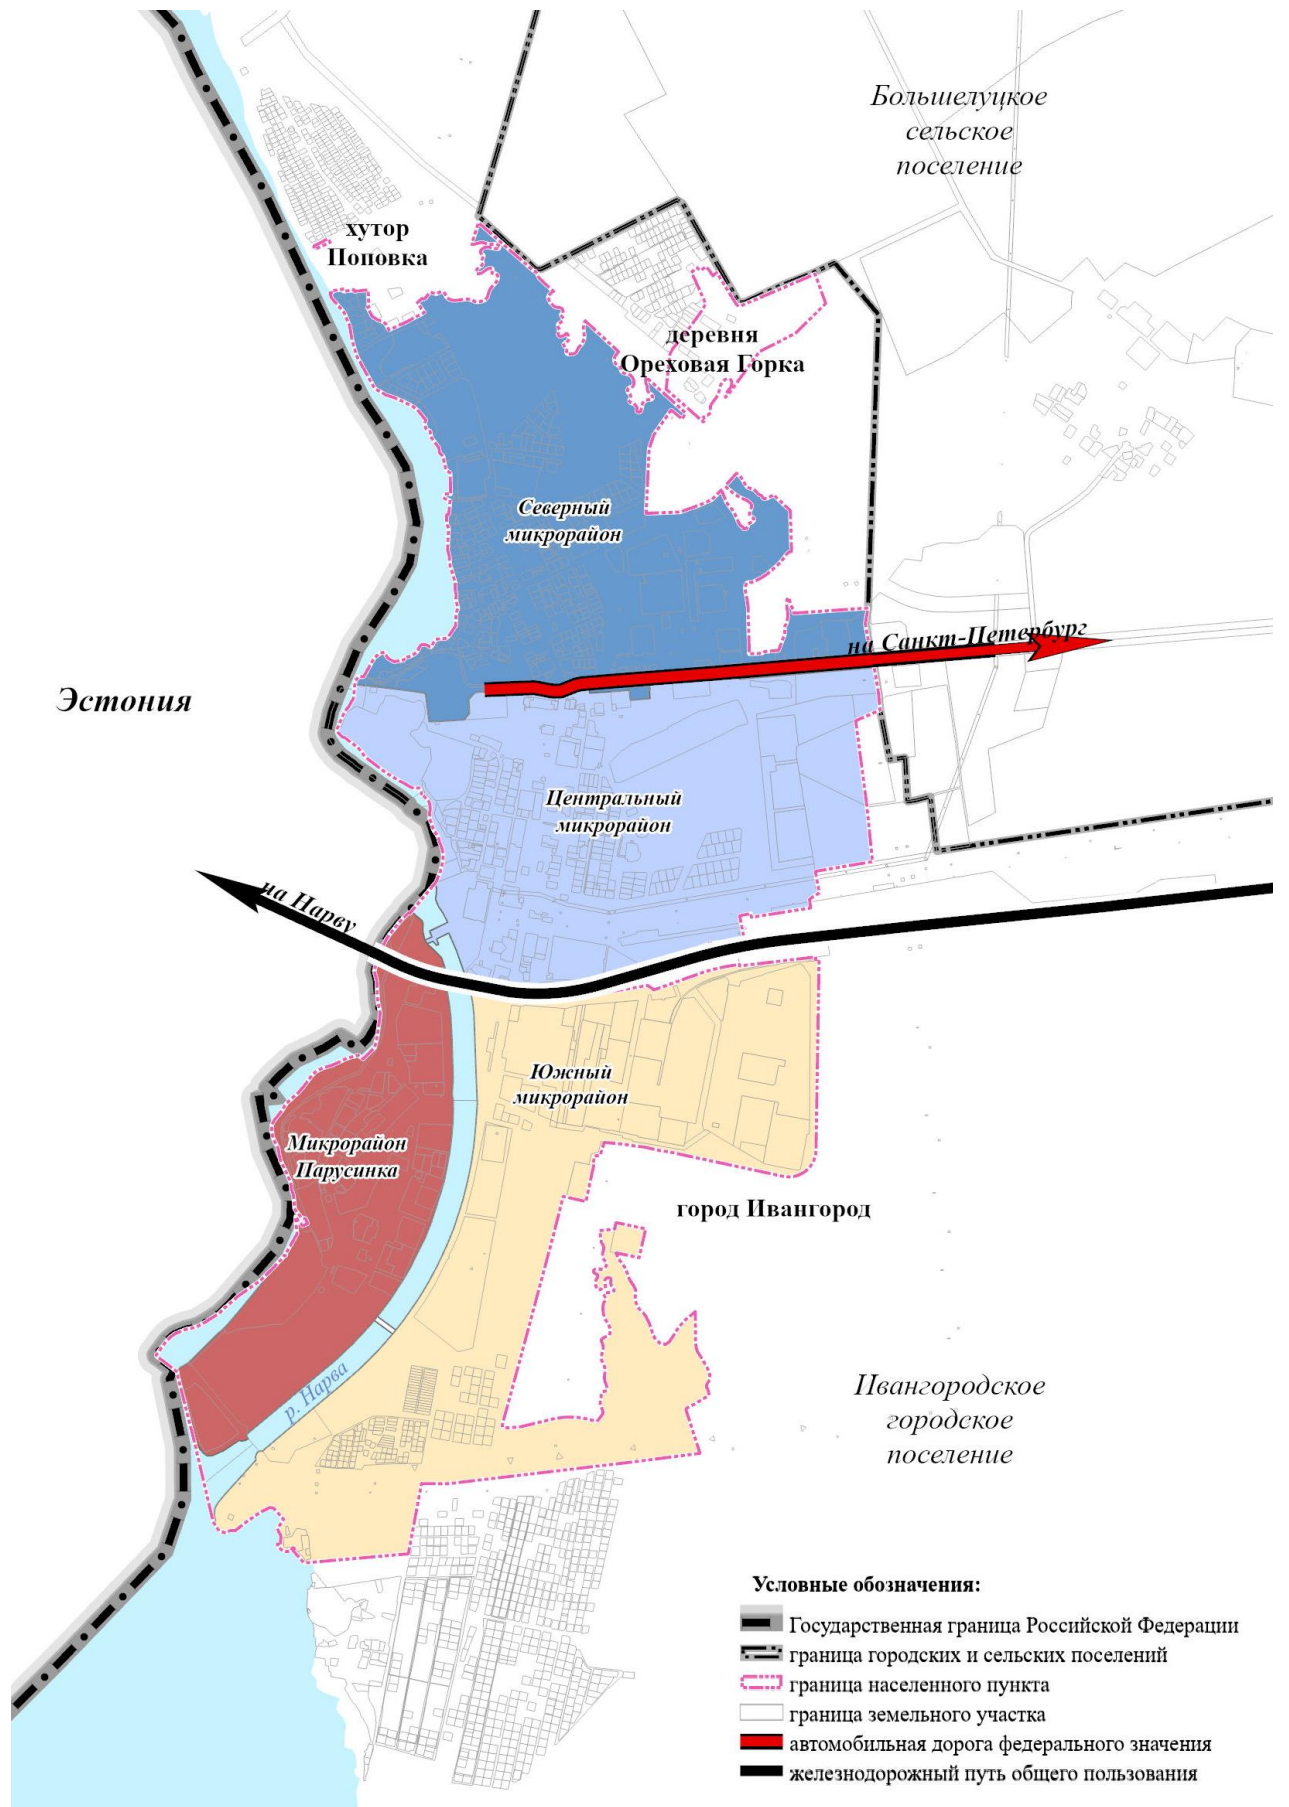 Большелуцкое
сельское
поселение
хутор
Поповка
деревня
Ореховая Горка
Северный
микрорайон
на Санкт-Петербург
Эстония
Центральный
микрорайон
на Нарву
Южный
микрорайон
Микрорайон
Парусинка
город Ивангород
р. Нарва
Ивангородское
городское
поселение
Условные обозначения:
Государственная граница Российской Федерации
граница городских и сельских поселений
граница населенного пункта
граница земельного участка
автомобильная дорога федерального значения
железнодорожный путь общего пользования